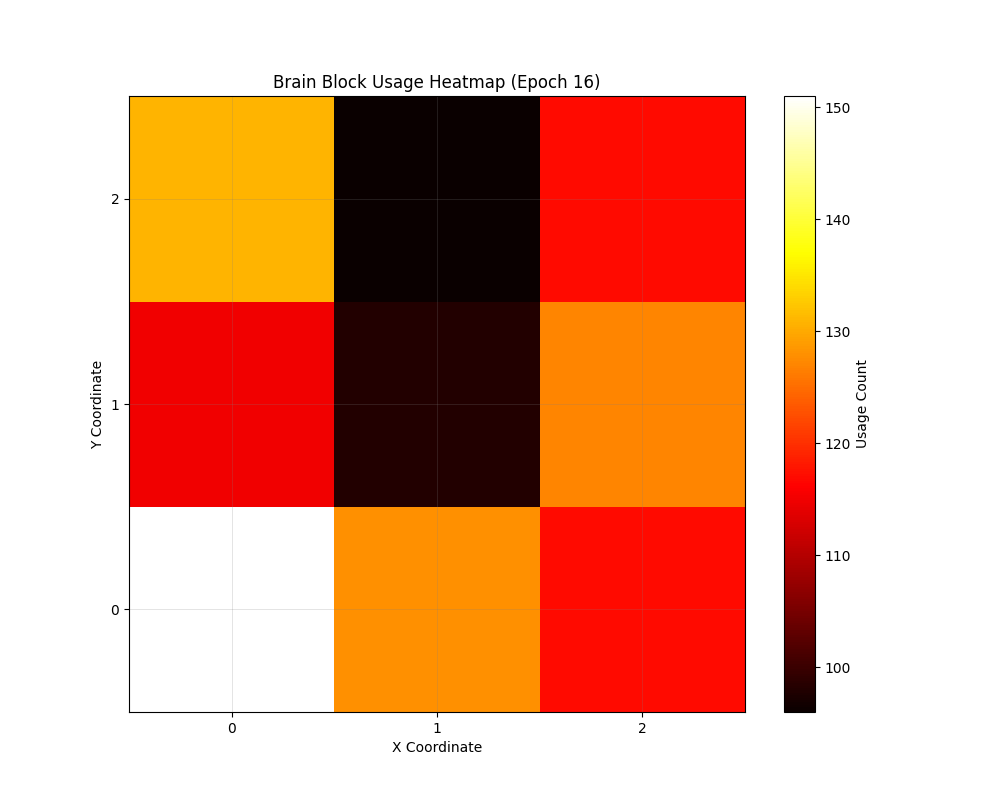 Brain Block Usage Heatmap (Epoch 16)
2
1
0
Y Coordinate
0 1 2
X Coordinate
150
140
130
120
110
100
Usage Count